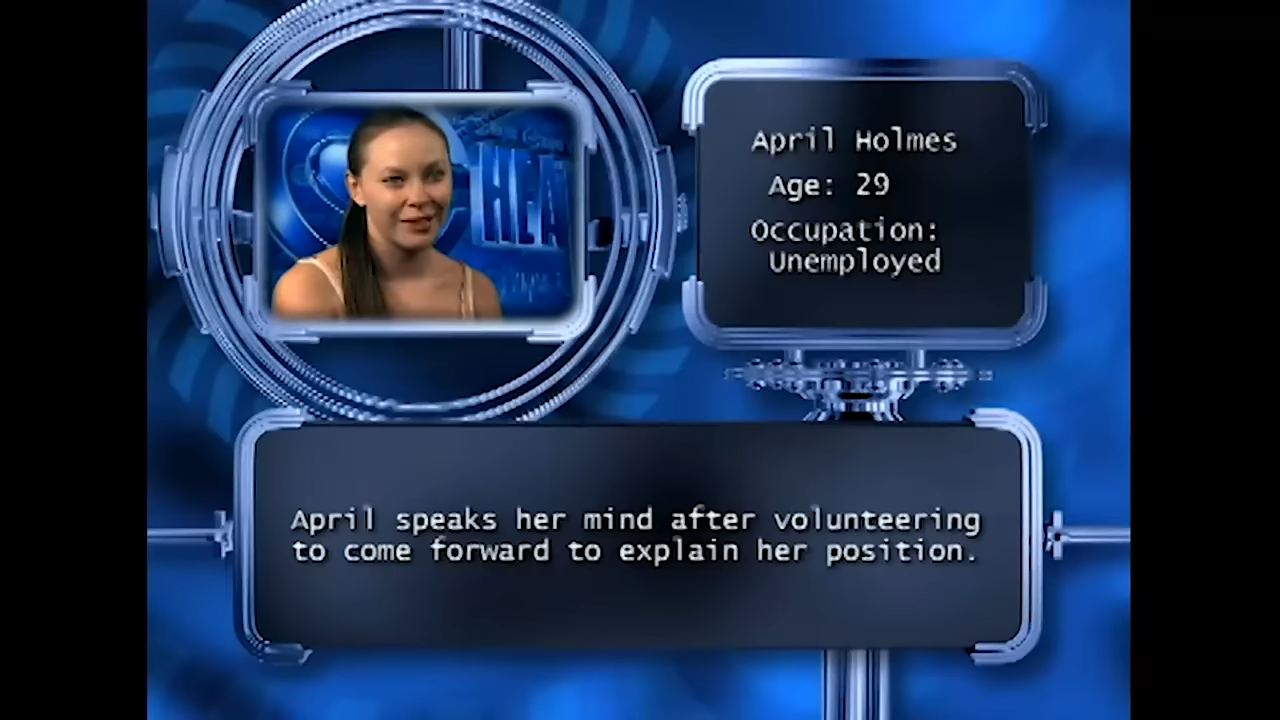 HEA
April Holmes
Age: 29
Occupation:
Unemployed
April speaks her mind after volunteering
to come forward to explain her position.